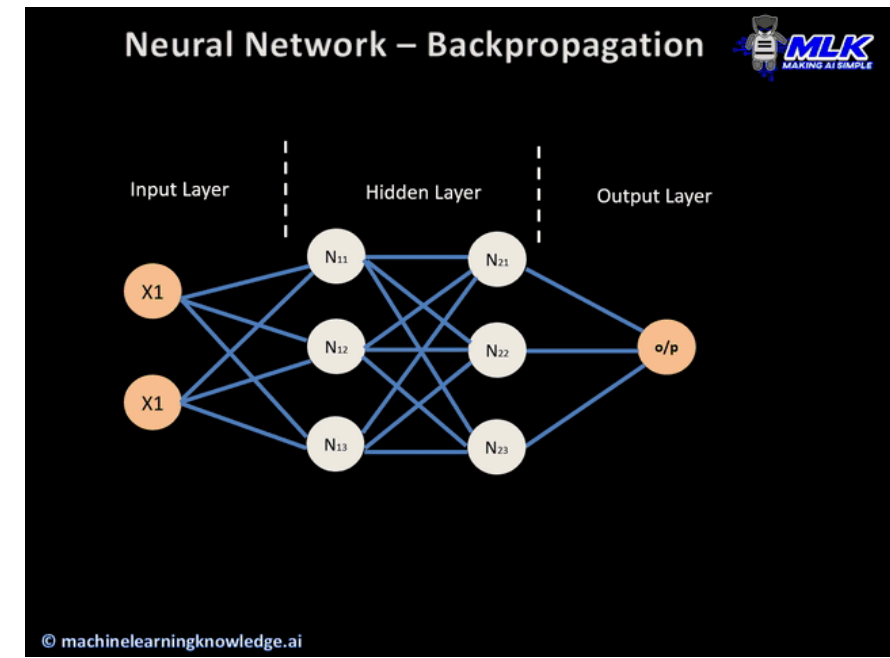 Neural Network – Backpropagation
MLK
MAKING AI SIMPLE
Input Layer
Hidden Layer
Output Layer
X1
X1
N₁₁
N₁₂
N₁₃
N₂₁
N₂₂
N₂₃
o/p
© machinelearningknowledge.ai